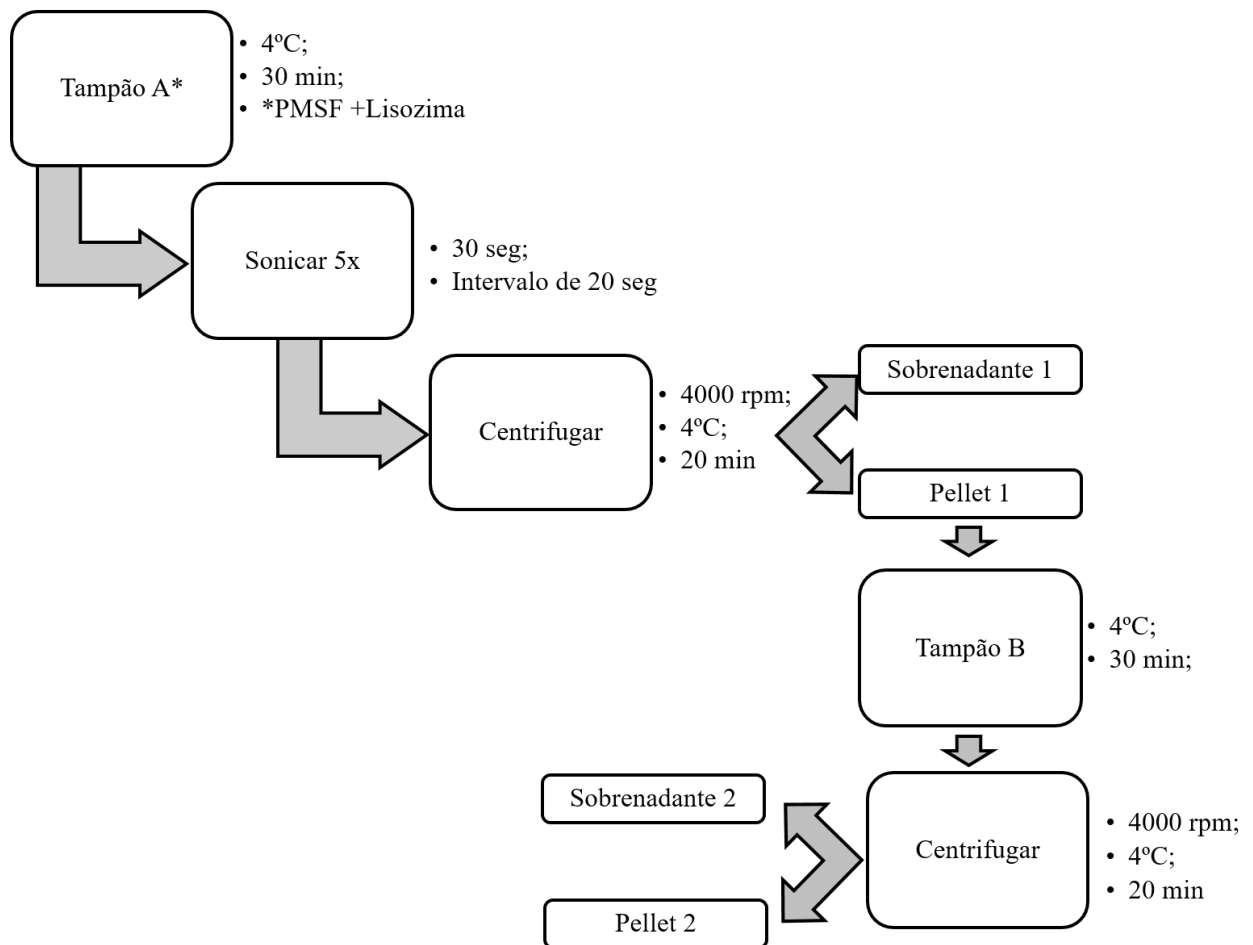 Tampão A*
• 4ºC;
• 30 min;
• *PMSF +Lisozima
Sonicar 5x
• 30 seg;
• Intervalo de 20 seg
Centrifugar
• 4000 rpm;
• 4ºC;
• 20 min
Sobrenadante 1
Pellet 1
Tampão B
• 4ºC;
• 30 min;
Centrifugar
• 4000 rpm;
• 4ºC;
• 20 min
Sobrenadante 2
Pellet 2